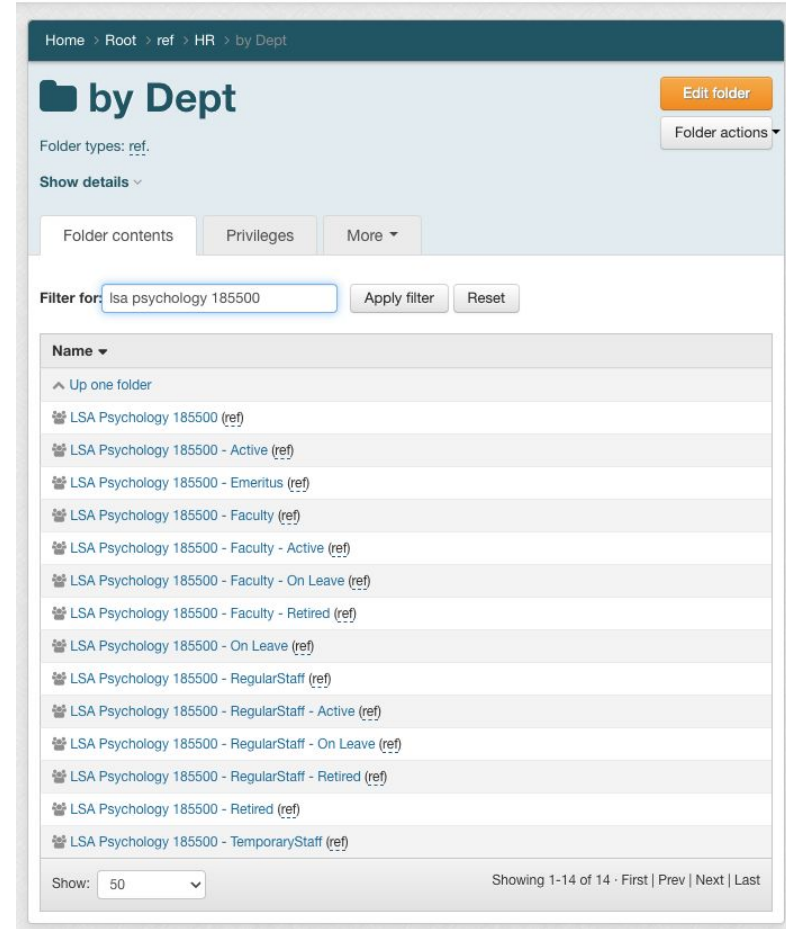 Home > Root > ref > HR > by Dept
by Dept
Edit folder
Folder actions
Folder types: ref.
Show details
Folder contents
Privileges
More
Filter for: lsa psychology 185500
Apply filter
Reset
Name
Up one folder
LSA Psychology 185500 (ref)
LSA Psychology 185500 - Active (ref)
LSA Psychology 185500 - Emeritus (ref)
LSA Psychology 185500 - Faculty (ref)
LSA Psychology 185500 - Faculty - Active (ref)
LSA Psychology 185500 - Faculty - On Leave (ref)
LSA Psychology 185500 - Faculty - Retired (ref)
LSA Psychology 185500 - On Leave (ref)
LSA Psychology 185500 - RegularStaff (ref)
LSA Psychology 185500 - RegularStaff - Active (ref)
LSA Psychology 185500 - RegularStaff - On Leave (ref)
LSA Psychology 185500 - RegularStaff - Retired (ref)
LSA Psychology 185500 - Retired (ref)
LSA Psychology 185500 - TemporaryStaff (ref)
Show: 50
Showing 1-14 of 14 · First | Prev | Next | Last